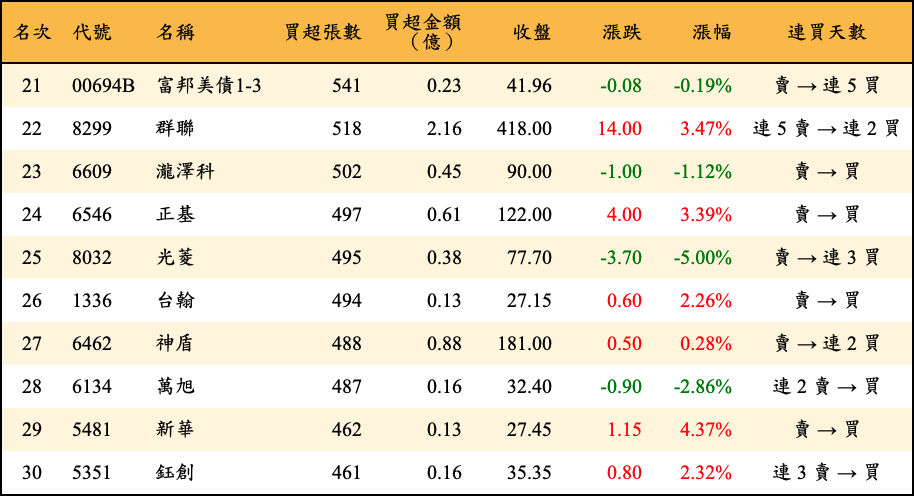 名次 代號 名稱 買超張數 買超金額（億） 收盤 漲跌 漲幅 連買天數
21 00694B 富邦美債1-3 541 0.23 41.96 -0.08 -0.19% 賣 → 連 5 買
22 8299 群聯 518 2.16 418.00 14.00 3.47% 連 5 賣 → 連 2 買
23 6609 瀧澤科 502 0.45 90.00 -1.00 -1.12% 賣 → 買
24 6546 正基 497 0.61 122.00 4.00 3.39% 賣 → 買
25 8032 光菱 495 0.38 77.70 -3.70 -5.00% 賣 → 連 3 買
26 1336 台翰 494 0.13 27.15 0.60 2.26% 賣 → 買
27 6462 神盾 488 0.88 181.00 0.50 0.28% 賣 → 連 2 買
28 6134 萬旭 487 0.16 32.40 -0.90 -2.86% 連 2 賣 → 買
29 5481 新華 462 0.13 27.45 1.15 4.37% 賣 → 買
30 5351 鈺創 461 0.16 35.35 0.80 2.32% 連 3 賣 → 買